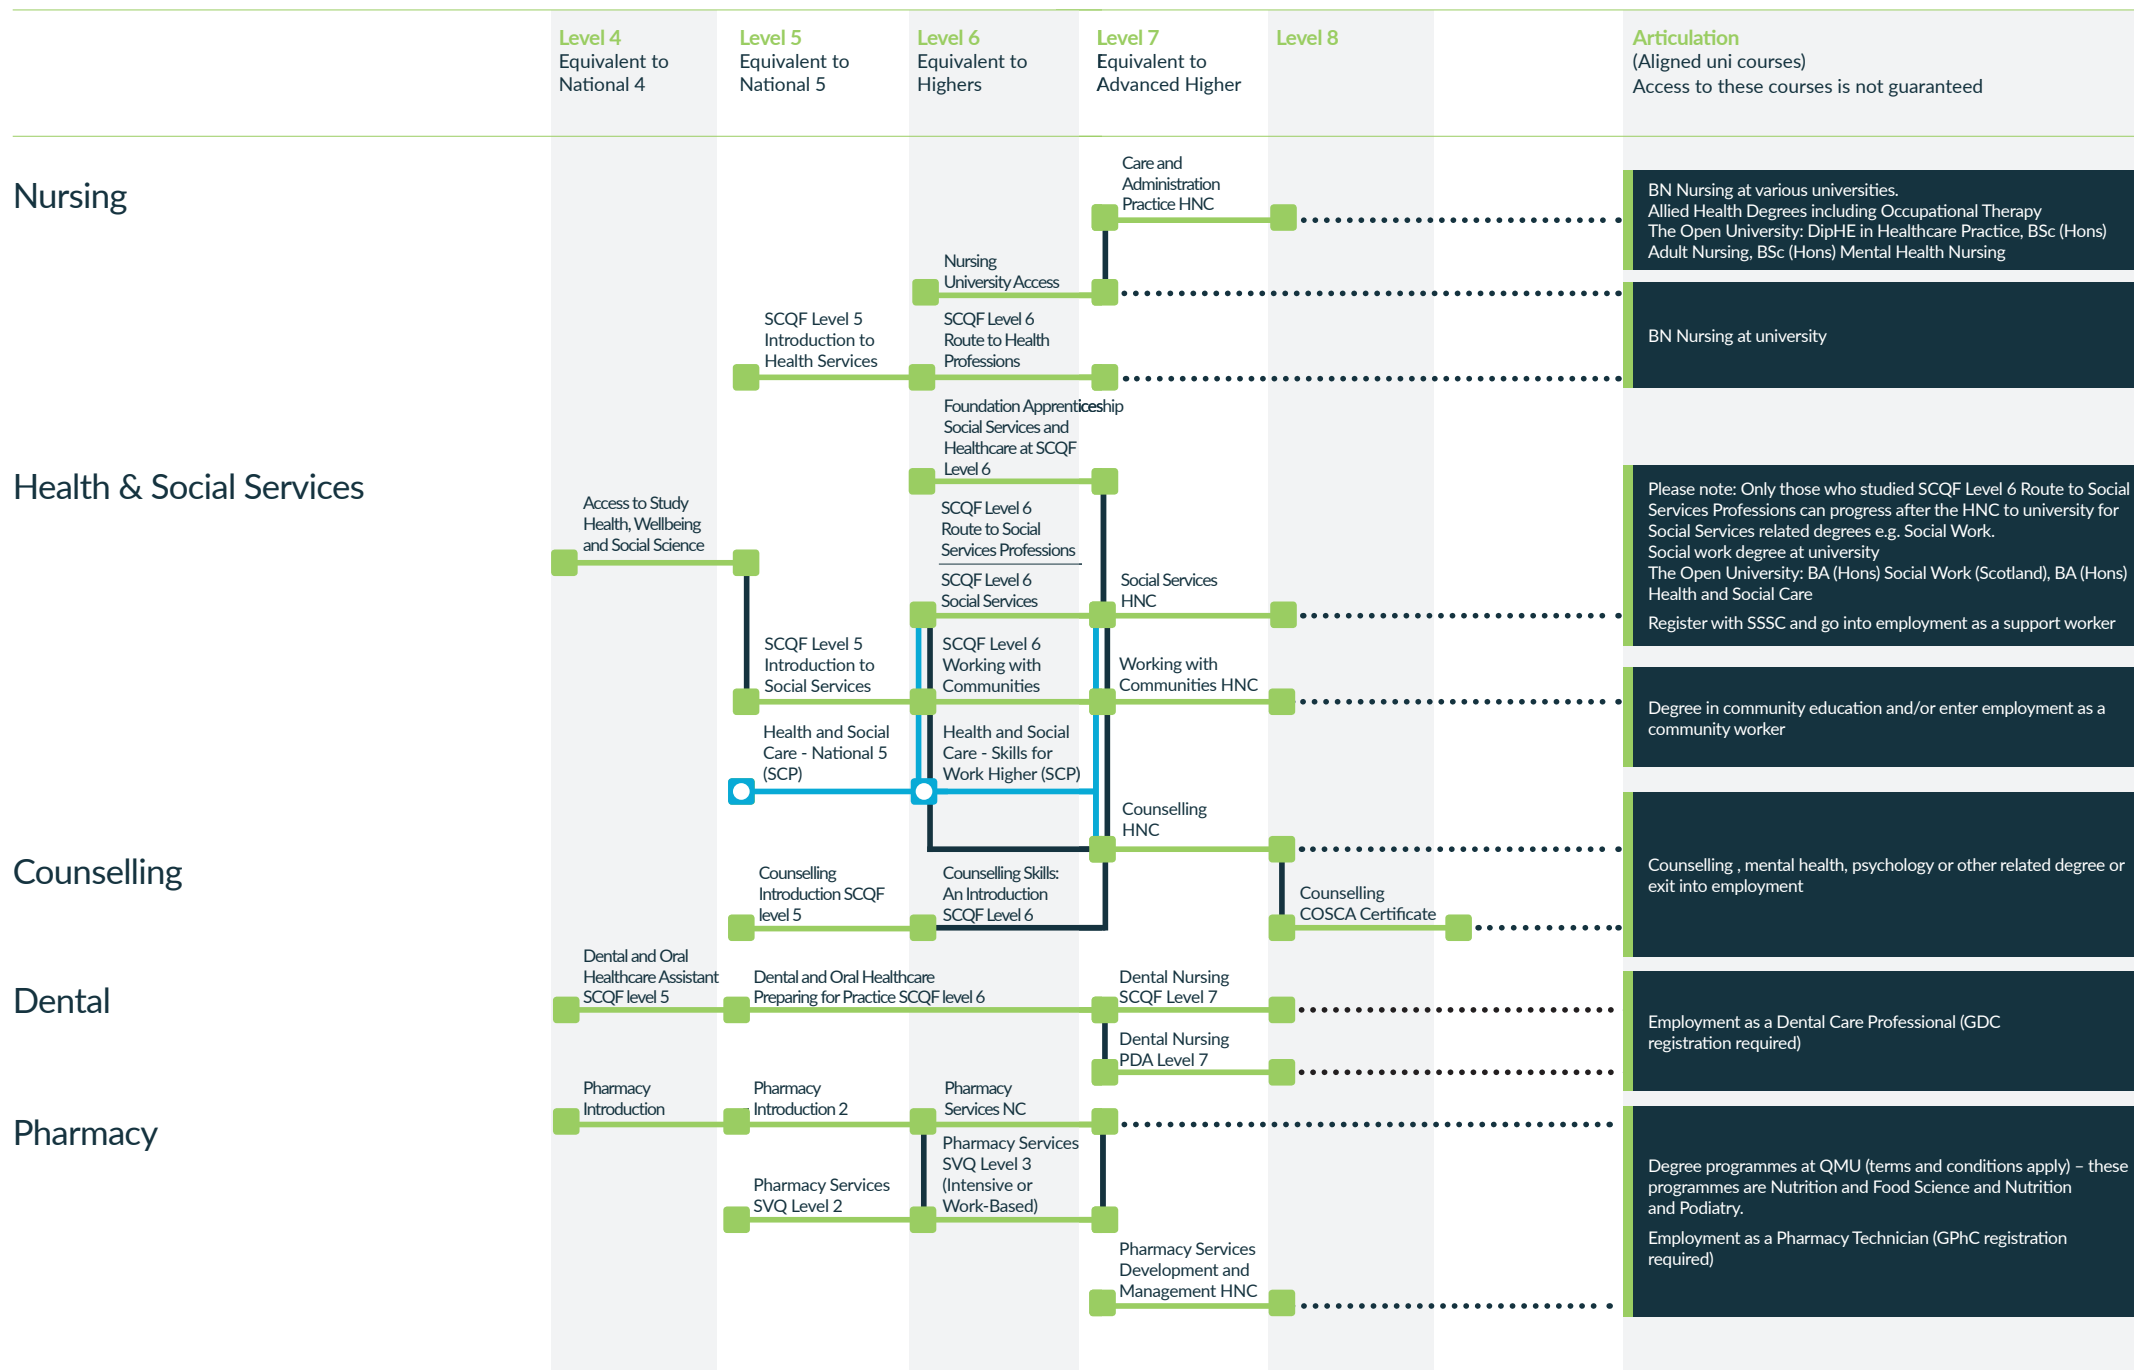 Level 4
Equivalent to
National 4
Level 5
Equivalent to
National 5
Level 6
Equivalent to
Highers
Level 7
Equivalent to
Advanced Higher
Level 8
Articulation
(Aligned uni courses)
Access to these courses is not guaranteed
Nursing
Care and
Administration
Practice HNC
Nursing
University Access
SCQF Level 5
Introduction to
Health Services
SCQF Level 6
Route to Health
Professions
BN Nursing at various universities.
Allied Health Degrees including Occupational Therapy
The Open University: DipHE in Healthcare Practice, BSc (Hons)
Adult Nursing, BSc (Hons) Mental Health Nursing
BN Nursing at university
Health & Social Services
Foundation Apprenticeship
Social Services and
Healthcare at SCQF
Level 6
Access to Study
Health, Wellbeing
and Social Science
SCQF Level 6
Route to Social
Services Professions
SCQF Level 6
Social Services
Social Services
HNC
SCQF Level 5
Introduction to
Social Services
SCQF Level 6
Working with
Communities
Working with
Communities HNC
Health and Social
Care - National 5
(SCP)
Health and Social
Care - Skills for
Work Higher (SCP)
Please note: Only those who studied SCQF Level 6 Route to Social
Services Professions can progress after the HNC to university for
Social Services related degrees e.g. Social Work.
Social work degree at university
The Open University: BA (Hons) Social Work (Scotland), BA (Hons)
Health and Social Care
Register with SSSC and go into employment as a support worker
Degree in community education and/or enter employment as a
community worker
Counselling
Counselling
HNC
Counselling
Introduction SCQF
level 5
Counselling Skills:
An Introduction
SCQF Level 6
Counselling
COSCA Certificate
Counselling , mental health, psychology or other related degree or
exit into employment
Dental
Dental and Oral
Healthcare Assistant
SCQF level 5
Dental and Oral Healthcare
Preparing for Practice SCQF level 6
Dental Nursing
SCQF Level 7
Dental Nursing
PDA Level 7
Employment as a Dental Care Professional (GDC
registration required)
Pharmacy
Pharmacy
Introduction
Pharmacy
Introduction 2
Pharmacy
Services NC
Pharmacy Services
SVQ Level 2
Pharmacy Services
SVQ Level 3
(Intensive or
Work-Based)
Pharmacy Services
Development and
Management HNC
Degree programmes at QMU (terms and conditions apply) – these
programmes are Nutrition and Food Science and Nutrition
and Podiatry.
Employment as a Pharmacy Technician (GPhC registration
required)